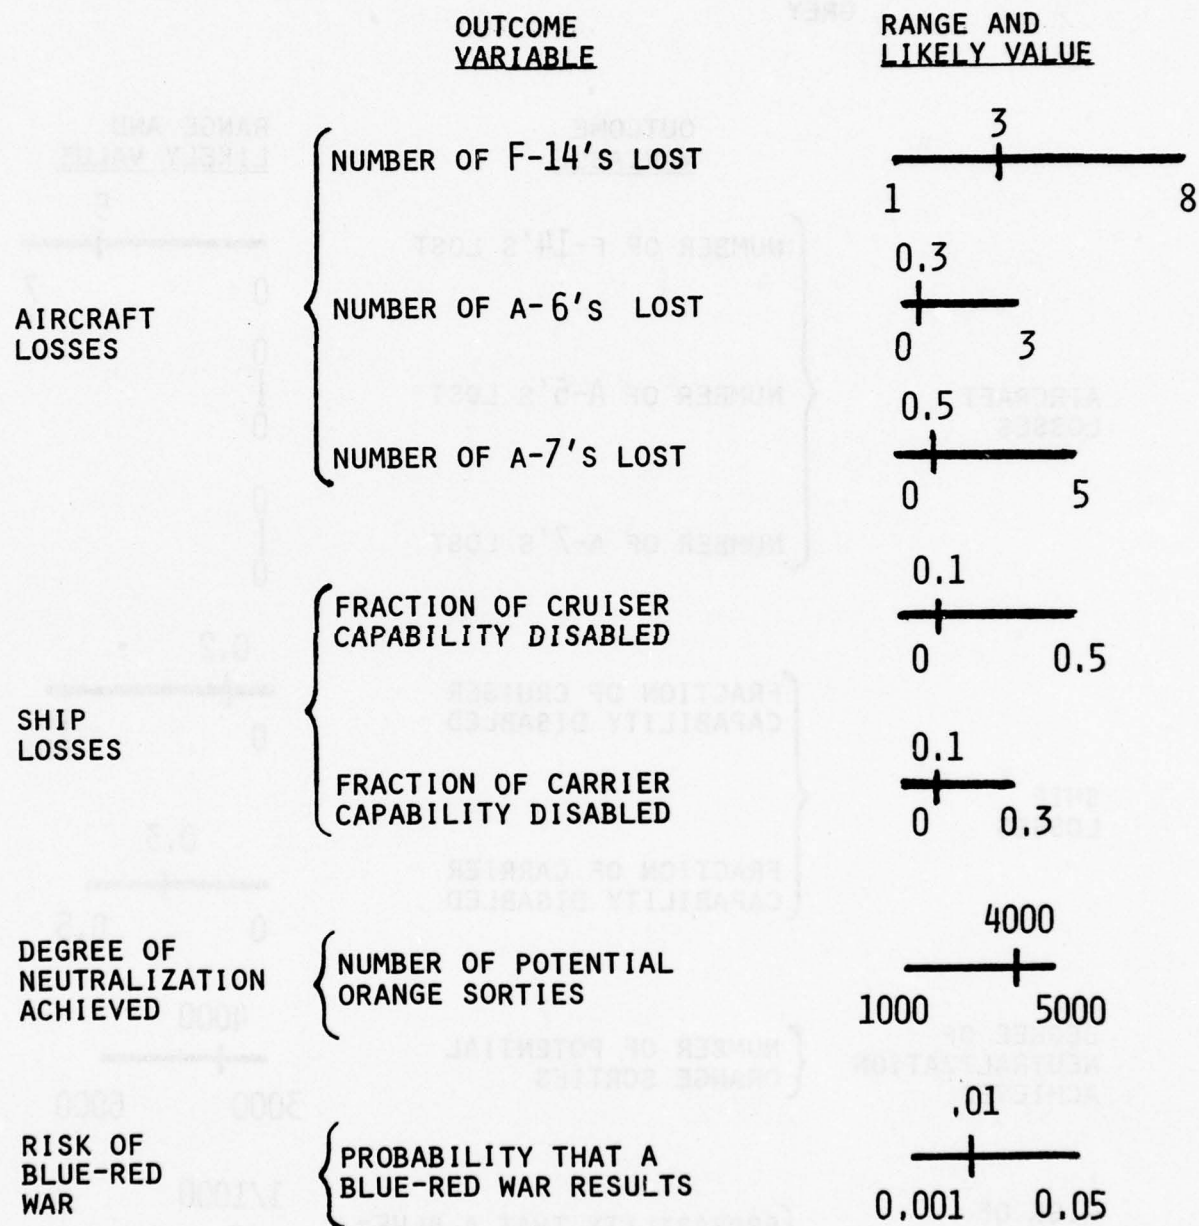 OUTCOME
VARIABLE
RANGE AND
LIKELY VALUE
AIRCRAFT
LOSSES
NUMBER OF F-14'S LOST
3
1 8
NUMBER OF A-6's LOST
0.3
0 3
NUMBER OF A-7'S LOST
0.5
0 5
SHIP
LOSSES
FRACTION OF CRUISER
CAPABILITY DISABLED
0.1
0 0.5
FRACTION OF CARRIER
CAPABILITY DISABLED
0.1
0 0.3
DEGREE OF
NEUTRALIZATION
ACHIEVED
NUMBER OF POTENTIAL
ORANGE SORTIES
4000
1000 5000
RISK OF
BLUE-RED
WAR
PROBABILITY THAT A
BLUE-RED WAR RESULTS
.01
0.001 0.05